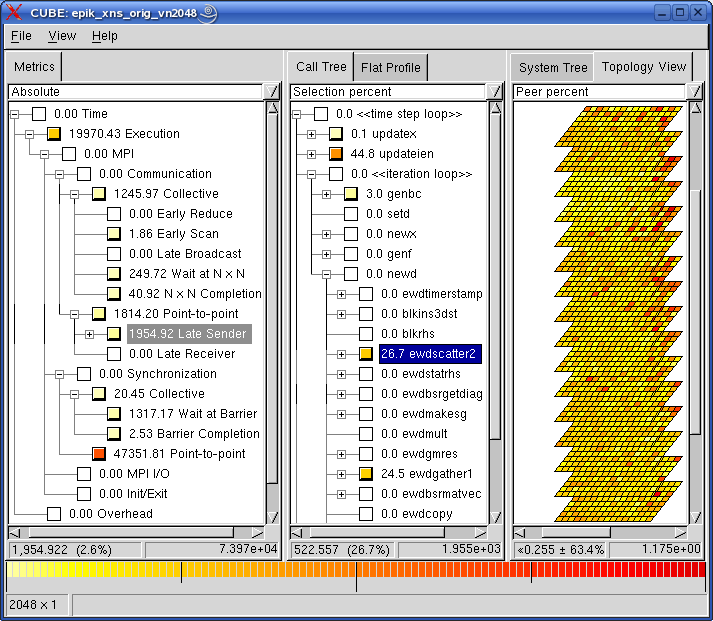 CUBE: epik_xns_orig_vn2048
File View Help
Metrics
Absolute
0.00 Time
19970.43 Execution
0.00 MPI
0.00 Communication
1245.97 Collective
0.00 Early Reduce
1.86 Early Scan
0.00 Late Broadcast
249.72 Wait at N x N
40.92 N x N Completion
1814.20 Point-to-point
1954.92 Late Sender
0.00 Late Receiver
0.00 Synchronization
20.45 Collective
1317.17 Wait at Barrier
2.53 Barrier Completion
47351.81 Point-to-point
0.00 MPI I/O
0.00 Init/Exit
0.00 Overhead
1,954.922 (2.6%) 7.397e+04
Call Tree Flat Profile
Selection percent
0.0 <<time step loop>>
0.1 updatex
44.8 updateien
0.0 <<iteration loop>>
3.0 genbc
0.0 setd
0.0 newx
0.0 genf
0.0 newd
0.0 ewdtimerstamp
0.0 blkins3dst
0.0 blkrhs
26.7 ewdscatter2
0.0 ewdstatrhs
0.0 ewdbsrgetdiag
0.0 ewdmakesg
0.0 ewdmult
0.0 ewdgmres
24.5 ewdgather1
0.0 ewdbsrmatvec
0.0 ewdcopy
522.557 (26.7%) 1.955e+03
System Tree Topology View
Peer percent
«0.255 ± 63.4% 1.175e+00
2048 x 1